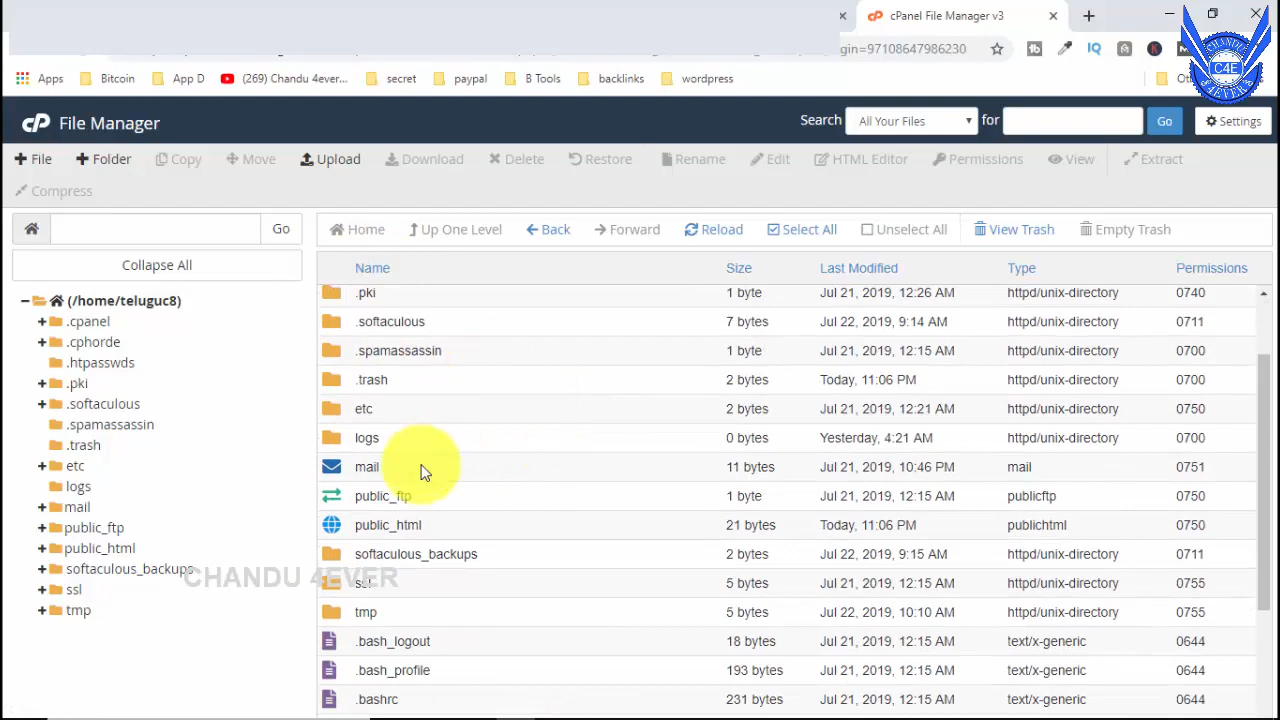 cPanel File Manager v3
gin=97108647986230
Apps Bitcoin App D (269) Chandu 4ever... secret paypal B Tools backlinks wordpress
CHANDU
C4E
4EVER
cP File Manager
Search All Your Files for Go Settings
File Folder Copy Move Upload Download Delete Restore Rename Edit HTML Editor Permissions View Extract
Compress
Go
Home Up One Level Back Forward Reload Select All Unselect All View Trash Empty Trash
Collapse All
(/home/teluguc8)
.cpanel
.cphorde
.htpasswds
.pki
.softaculous
.spamassassin
.trash
etc
logs
mail
public_ftp
public_html
softaculous_backups
ssl
tmp
Name Size Last Modified Type Permissions
.pki 1 byte Jul 21, 2019, 12:26 AM httpd/unix-directory 0740
.softaculous 7 bytes Jul 22, 2019, 9:14 AM httpd/unix-directory 0711
.spamassassin 1 byte Jul 21, 2019, 12:15 AM httpd/unix-directory 0700
.trash 2 bytes Today, 11:06 PM httpd/unix-directory 0700
etc 2 bytes Jul 21, 2019, 12:21 AM httpd/unix-directory 0750
logs 0 bytes Yesterday, 4:21 AM httpd/unix-directory 0700
mail 11 bytes Jul 21, 2019, 10:46 PM mail 0751
public_ftp 1 byte Jul 21, 2019, 12:15 AM publicftp 0750
public_html 21 bytes Today, 11:06 PM publichtml 0750
softaculous_backups 2 bytes Jul 22, 2019, 9:15 AM httpd/unix-directory 0711
ssl 5 bytes Jul 21, 2019, 12:15 AM httpd/unix-directory 0755
tmp 5 bytes Jul 22, 2019, 10:10 AM httpd/unix-directory 0755
.bash_logout 18 bytes Jul 21, 2019, 12:15 AM text/x-generic 0644
.bash_profile 193 bytes Jul 21, 2019, 12:15 AM text/x-generic 0644
.bashrc 231 bytes Jul 21, 2019, 12:15 AM text/x-generic 0644
CHANDU 4EVER